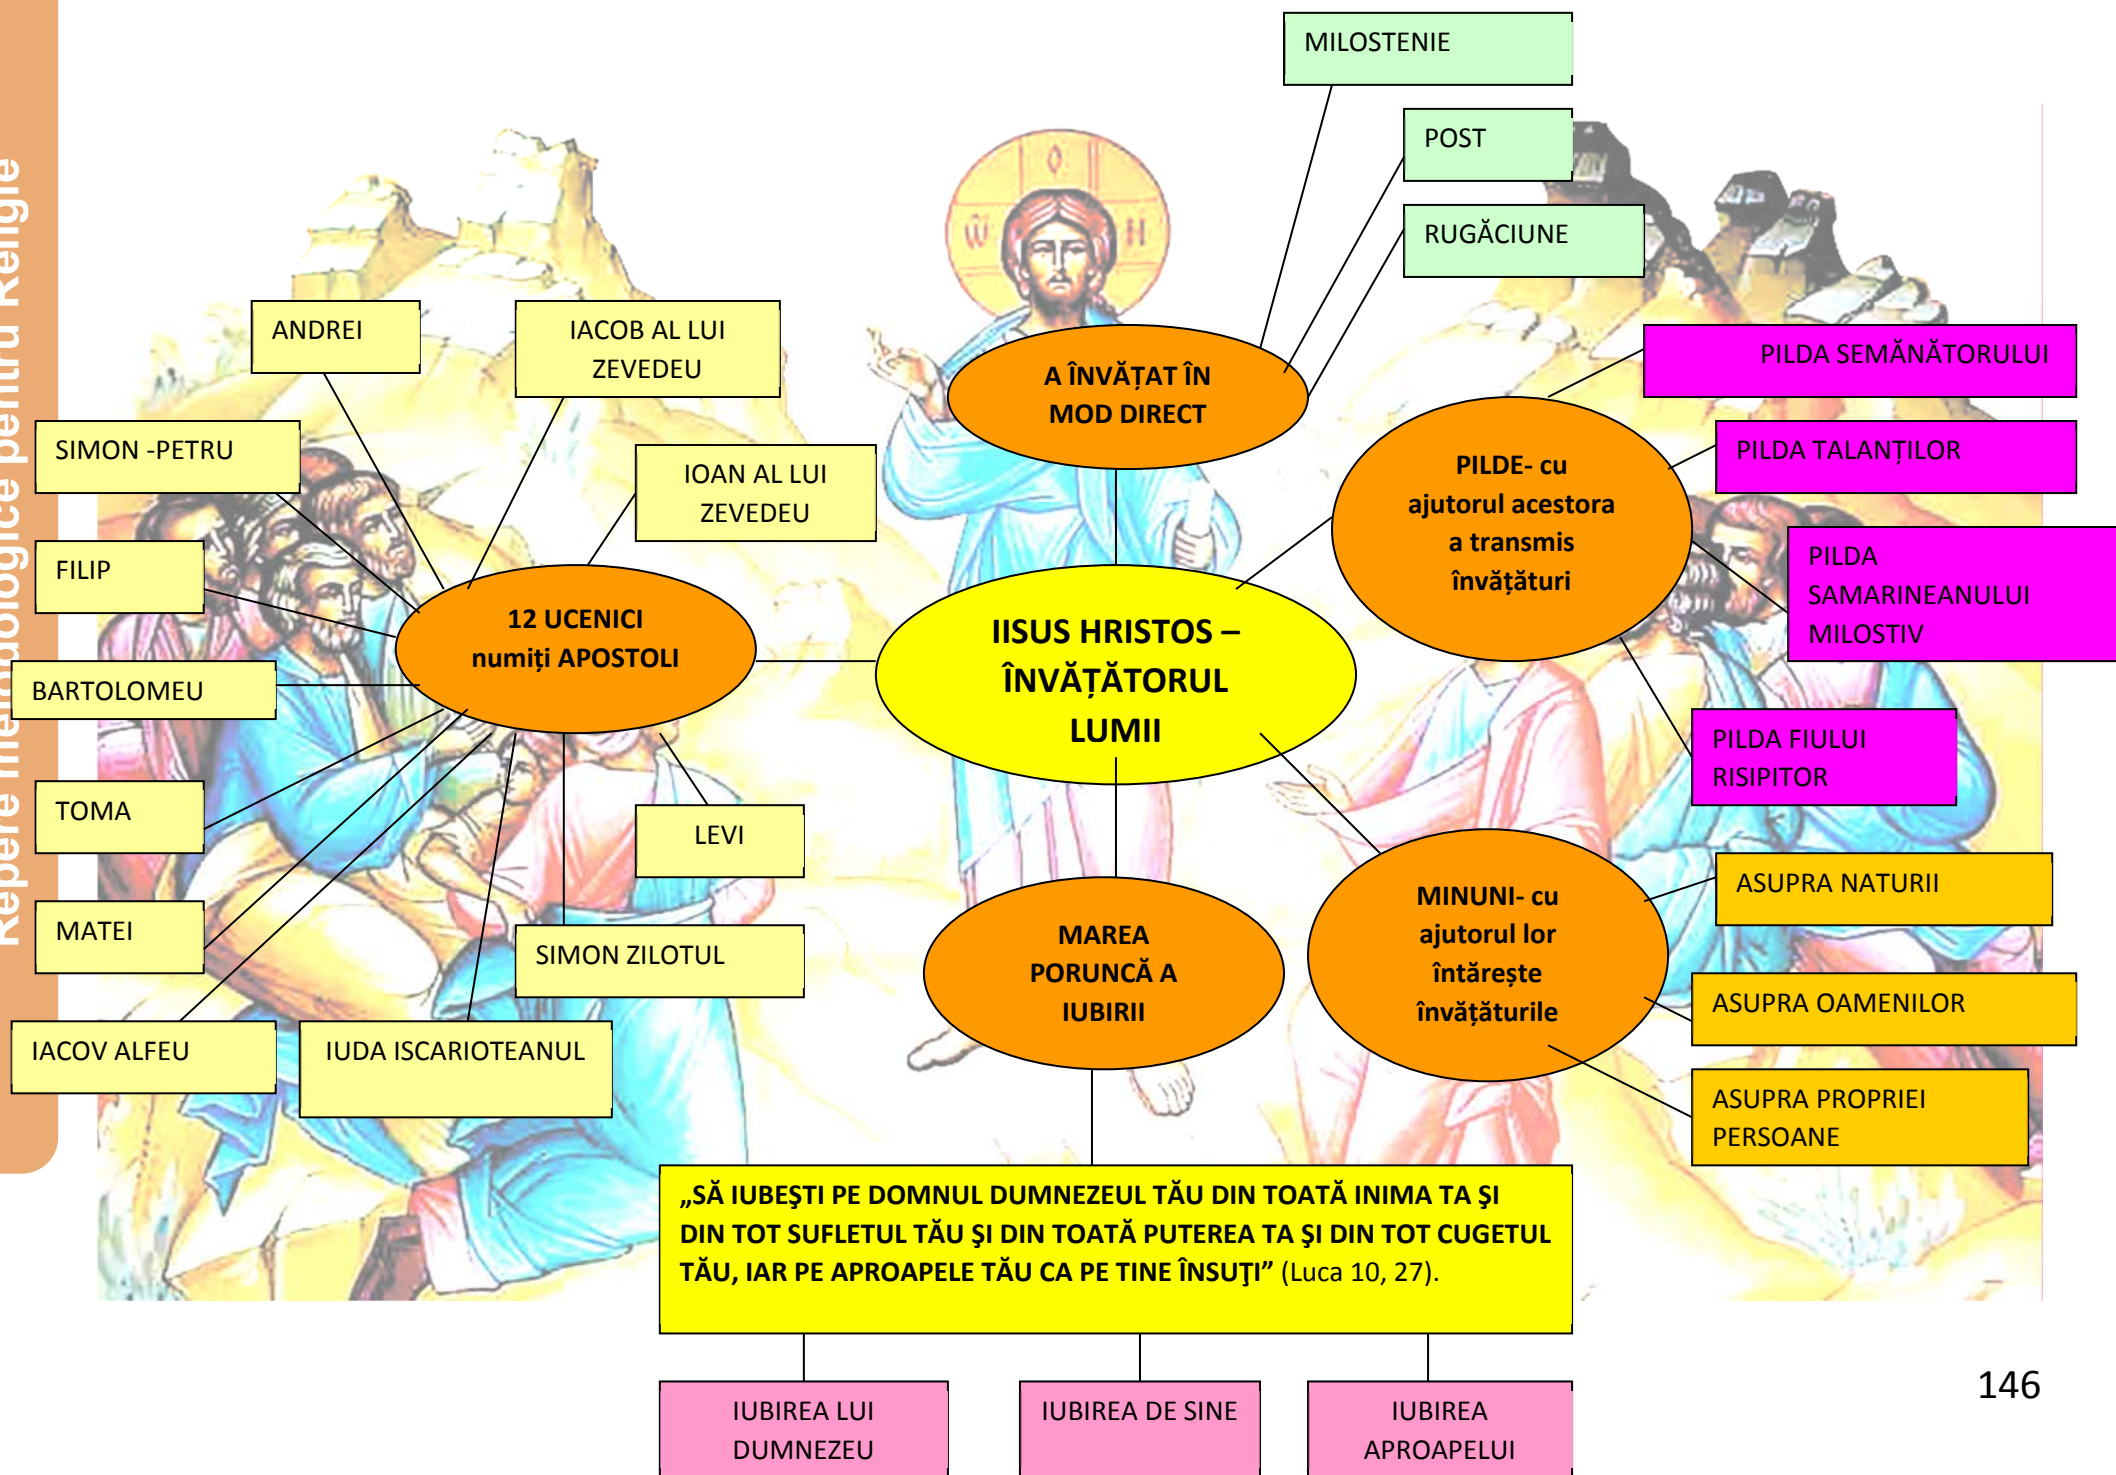 Repere metodologice pentru Religie
MILOSTENIE
POST
RUGĂCIUNE
ANDREI
IACOB AL LUI
ZEVEDEU
SIMON -PETRU
IOAN AL LUI
ZEVEDEU
FILIP
BARTOLOMEU
TOMA
MATEI
IACOV ALFEU
IUDA ISCARIOTEANUL
SIMON ZILOTUL
LEVI
12 UCENICI
numiți APOSTOLI
A ÎNVĂȚAT ÎN
MOD DIRECT
IISUS HRISTOS –
ÎNVĂȚĂTORUL
LUMII
PILDE- cu
ajutorul acestora
a transmis
învățături
PILDA SEMĂNĂTORULUI
PILDA TALANȚILOR
PILDA
SAMARINEANULUI
MILOSTIV
PILDA FIULUI
RISIPITOR
MINUNI- cu
ajutorul lor
întărește
învățăturile
ASUPRA NATURII
ASUPRA OAMENILOR
ASUPRA PROPRIEI
PERSOANE
MAREA
PORUNCĂ A
IUBIRII
„SĂ IUBEŞTI PE DOMNUL DUMNEZEUL TĂU DIN TOATĂ INIMA TA ŞI
DIN TOT SUFLETUL TĂU ŞI DIN TOATĂ PUTEREA TA ŞI DIN TOT CUGETUL
TĂU, IAR PE APROAPELE TĂU CA PE TINE ÎNSUŢI” (Luca 10, 27).
IUBIREA LUI
DUMNEZEU
IUBIREA DE SINE
IUBIREA
APROAPELUI
146